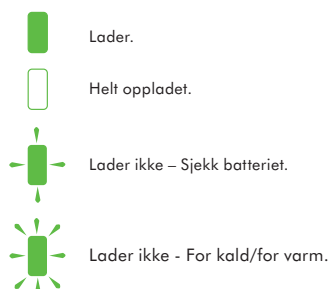 Lader.
Helt oppladet.
Lader ikke – Sjekk batteriet.
Lader ikke - For kald/for varm.